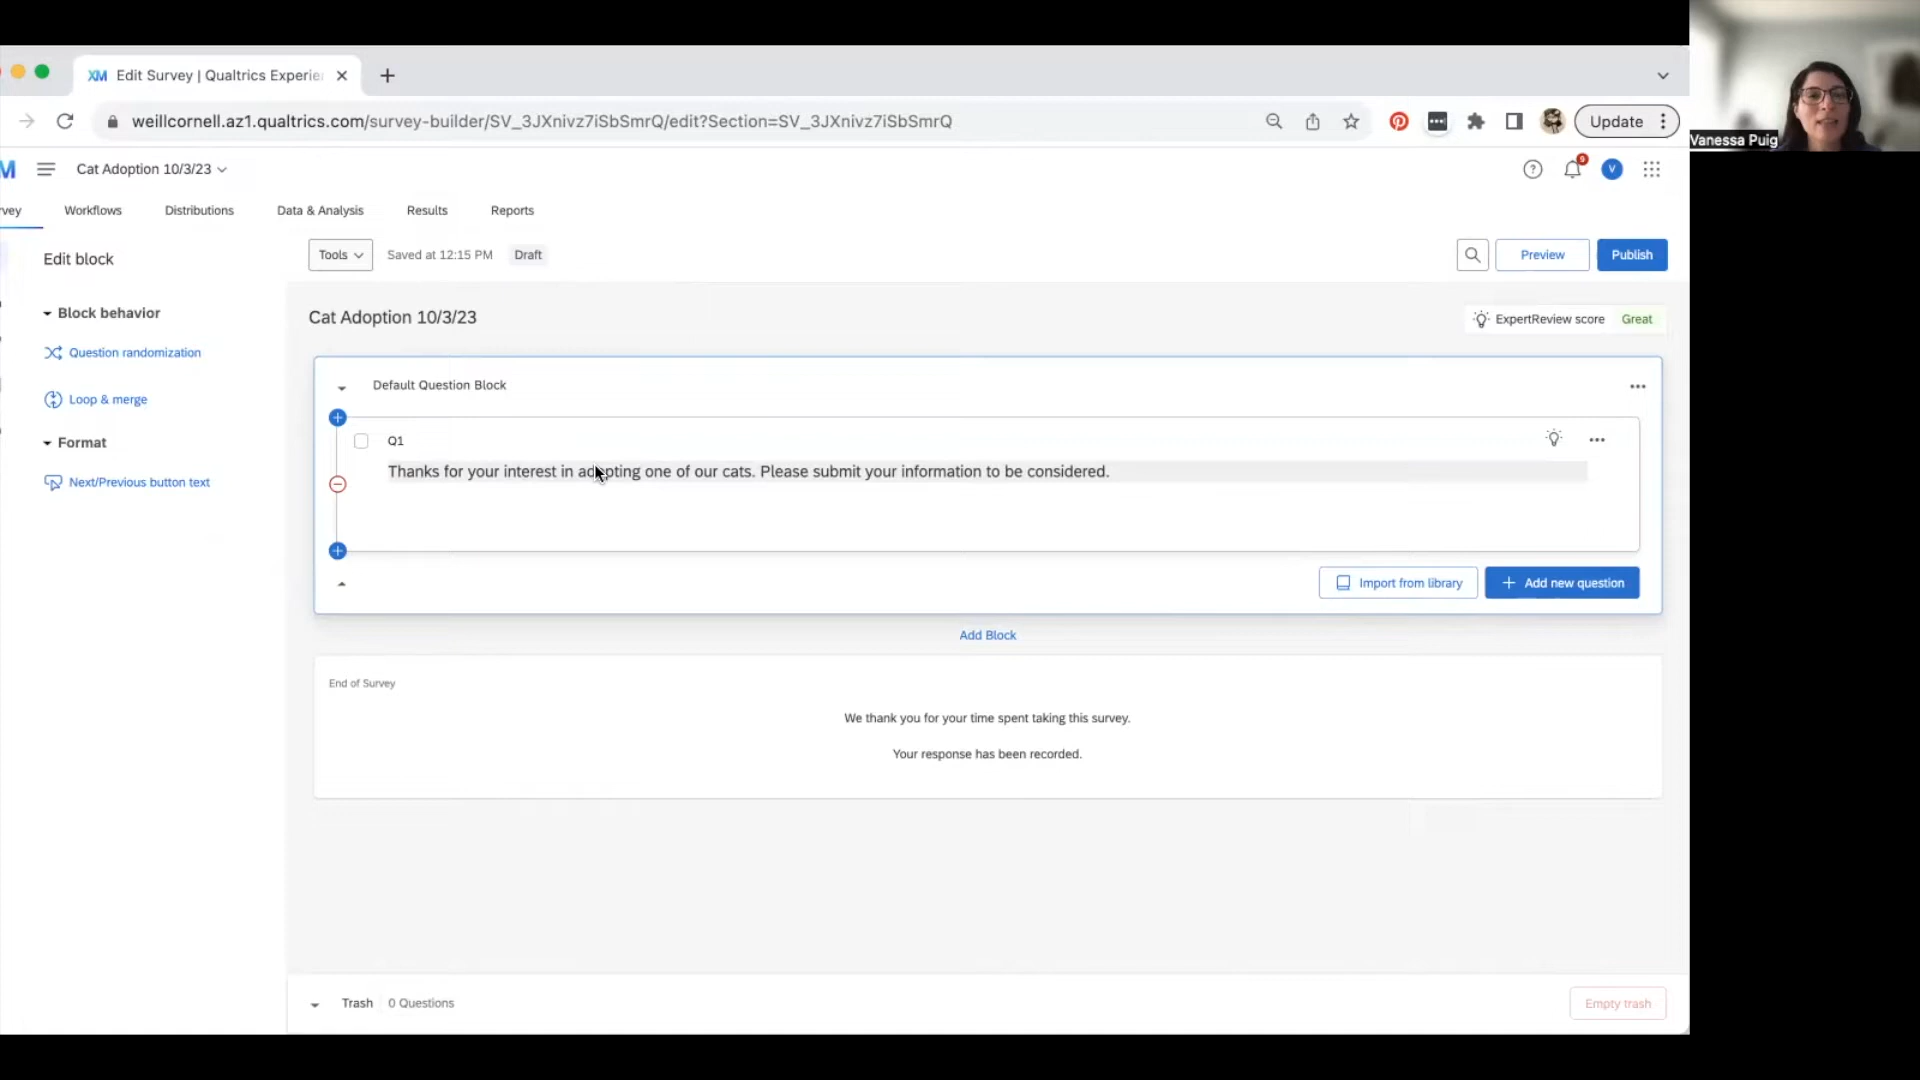 XM Edit Survey | Qualtrics Experie
weillcornell.az1.qualtrics.com/survey-builder/SV_3JXnivz7iSbSmrQ/edit?Section=SV_3JXnivz7iSbSmrQ
Update
Vanessa Puig
M Cat Adoption 10/3/23
9
V
vey Workflows Distributions Data & Analysis Results Reports
Edit block
Tools Saved at 12:15 PM Draft
Preview Publish
Block behavior
Question randomization
Loop & merge
Format
Next/Previous button text
Cat Adoption 10/3/23
ExpertReview score Great
Default Question Block
Q1
Thanks for your interest in adopting one of our cats. Please submit your information to be considered.
Import from library
Add new question
Add Block
End of Survey
We thank you for your time spent taking this survey.
Your response has been recorded.
Trash 0 Questions
Empty trash